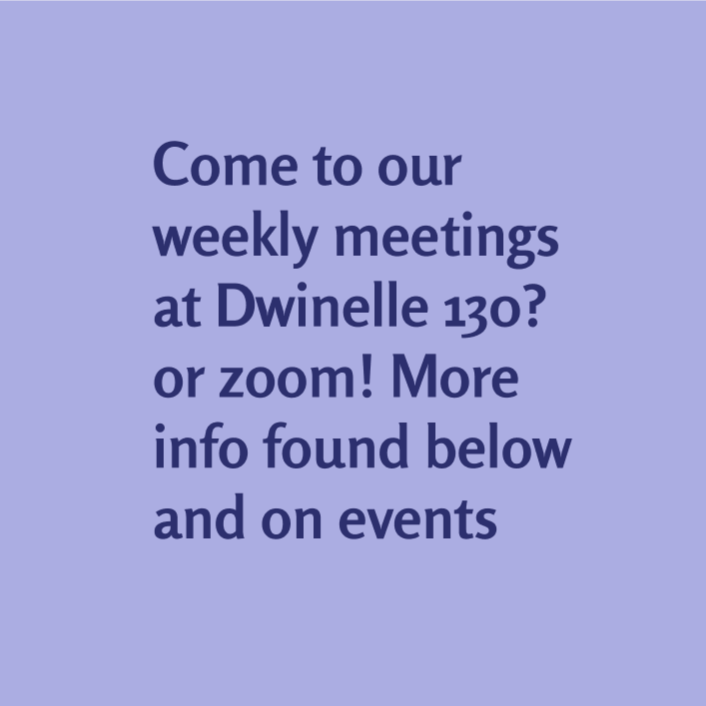 Come to our
weekly meetings
at Dwinelle 130?
or zoom! More
info found below
and on events